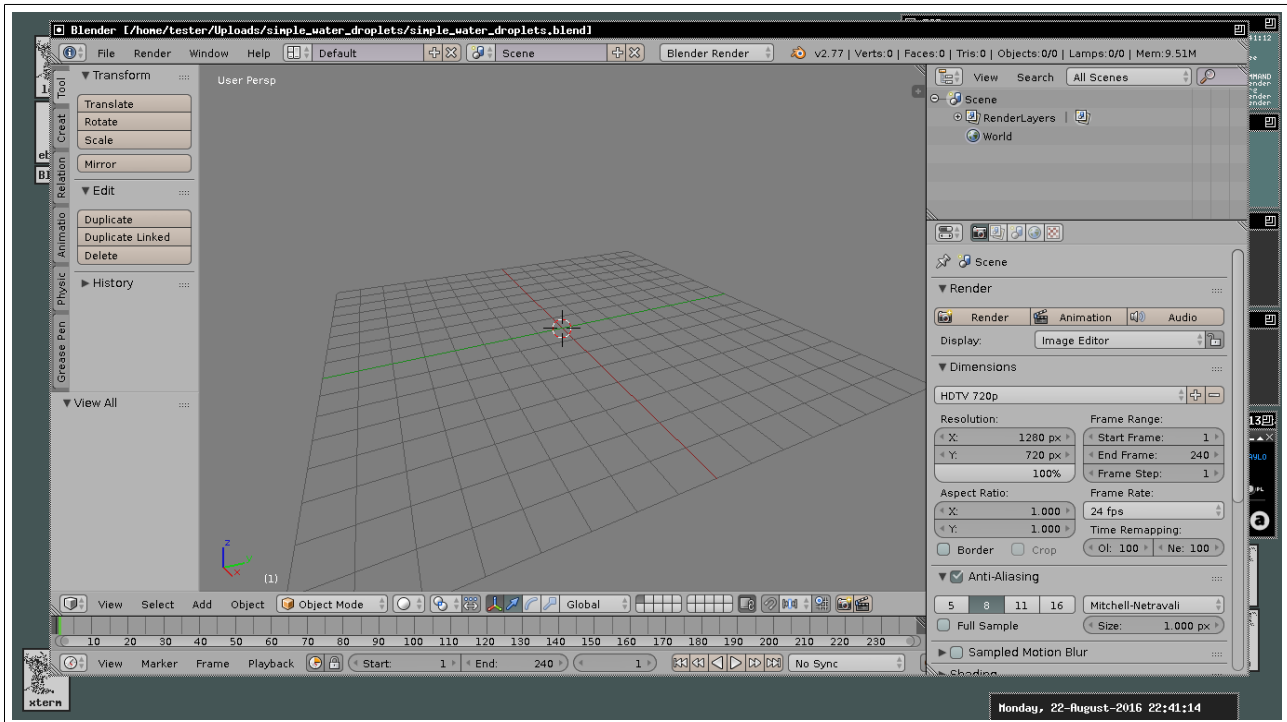 Blender [/home/tester/Uploads/simple_water_droplets/simple_water_droplets.blend]
File Render Window Help Default Scene Blender Render v2.77 | Verts:0 | Faces:0 | Tris:0 | Objects:0/0 | Lamps:0/0 | Mem:9.51M
Tool
Creat
Relation
Animatio
Physic
Grease Pen
Transform
Translate
Rotate
Scale
Mirror
Edit
Duplicate
Duplicate Linked
Delete
History
View All
User Persp
(1)
z
x
View Select Add Object Object Mode Global
10 20 30 40 50 60 70 80 90 100 110 120 130 140 150 160 170 180 190 200 210 220 230
View Marker Frame Playback Start: 1 End: 240 1 No Sync
View Search All Scenes
Scene
RenderLayers |
World
Scene
Render
Render Animation Audio
Display: Image Editor
Dimensions
HDTV 720p
Resolution: Frame Range:
X: 1280 px Start Frame: 1
Y: 720 px End Frame: 240
100% Frame Step: 1
Aspect Ratio: Frame Rate:
X: 1.000 24 fps
Y: 1.000 Time Remapping:
Border Crop Ol: 100 Ne: 100
Anti-Aliasing
5 8 11 16 Mitchell-Netravali
Full Sample Size: 1.000 px
Sampled Motion Blur
Shading
xterm
Monday, 22-August-2016 22:41:14